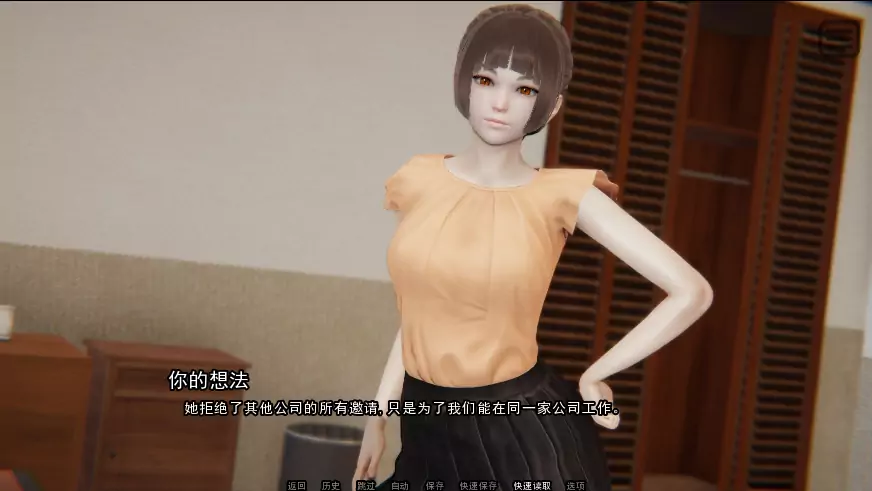 你的想法
她拒绝了其他公司的所有邀请,只是为了我们能在同一家公司工作。
返回 历史 跳过 自动 保存 快速保存 快速读取 选项